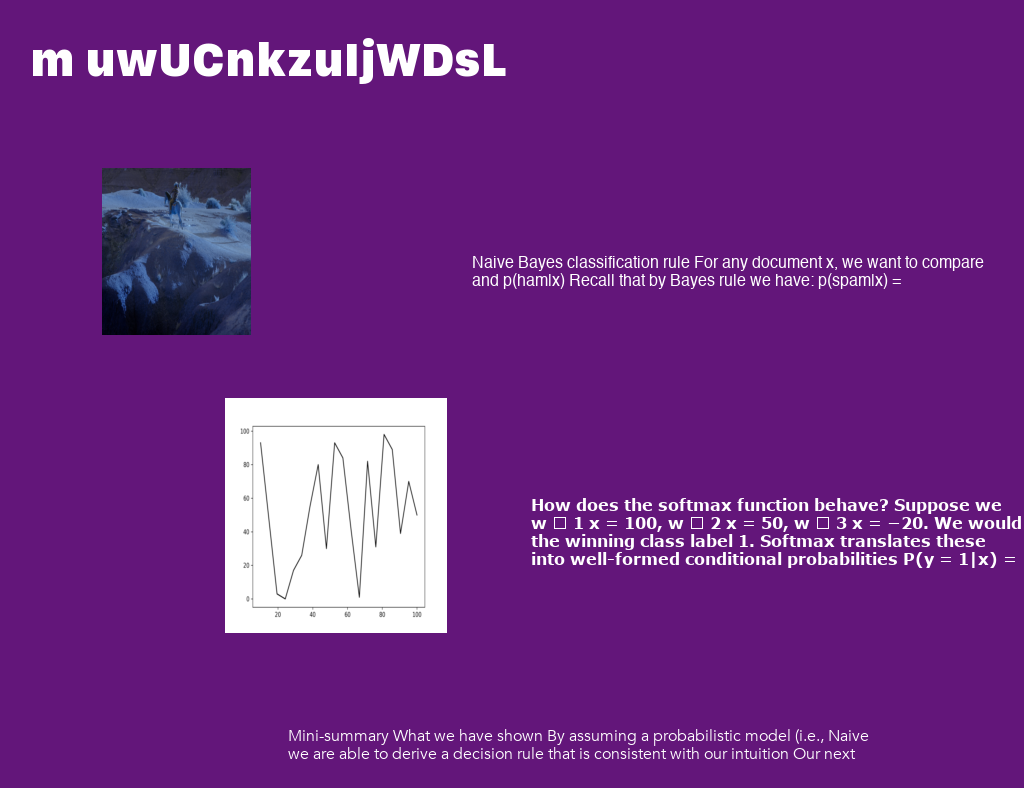 m uwUCnkzuIjWDsL
Naive Bayes classification rule For any document x, we want to compare
and p(ham|x) Recall that by Bayes rule we have: p(spam|x) =
100
80
60
40
20
0
20 40 60 80 100
How does the softmax function behave? Suppose we
w □ 1 x = 100, w □ 2 x = 50, w □ 3 x = −20. We would
the winning class label 1. Softmax translates these
into well-formed conditional probabilities P(y = 1|x) =
Mini-summary What we have shown By assuming a probabilistic model (i.e., Naive
we are able to derive a decision rule that is consistent with our intuition Our next